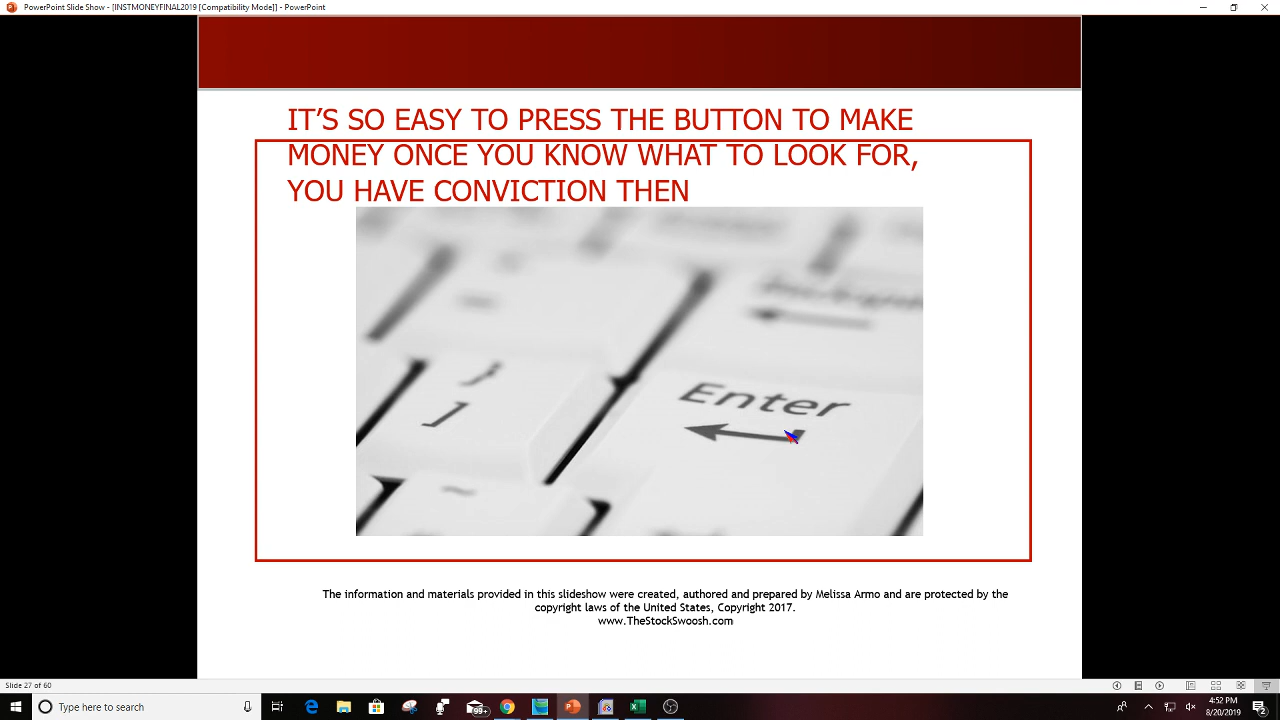 PowerPoint Slide Show - [INSTMONEYFINAL2019 [Compatibility Mode]] - PowerPoint
IT'S SO EASY TO PRESS THE BUTTON TO MAKE
MONEY ONCE YOU KNOW WHAT TO LOOK FOR,
YOU HAVE CONVICTION THEN
}
]
Enter
~
The information and materials provided in this slideshow were created, authored and prepared by Melissa Armo and are protected by the
copyright laws of the United States, Copyright 2017.
www.TheStockSwoosh.com
Slide 27 of 60
Type here to search
99+
4:52 PM
8/20/2019
2